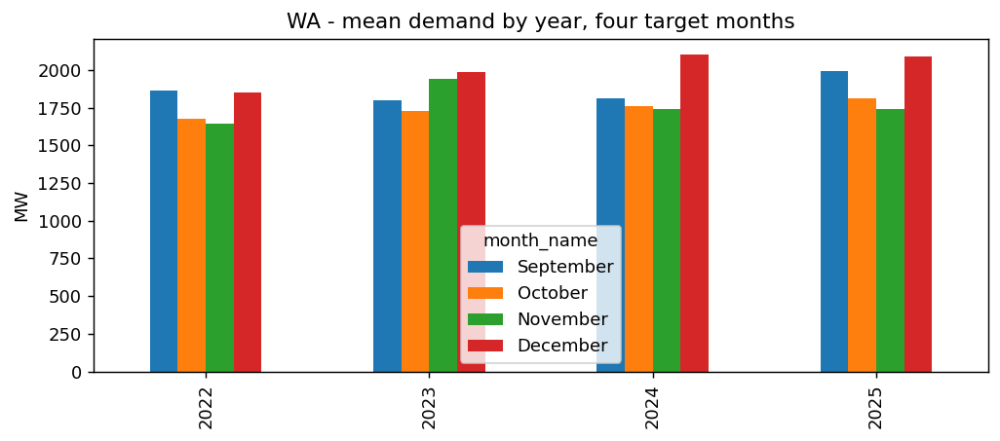 WA - mean demand by year, four target months
MW
2000
1750
1500
1250
1000
750
500
250
0
month_name
September
October
November
December
2022
2023
2024
2025